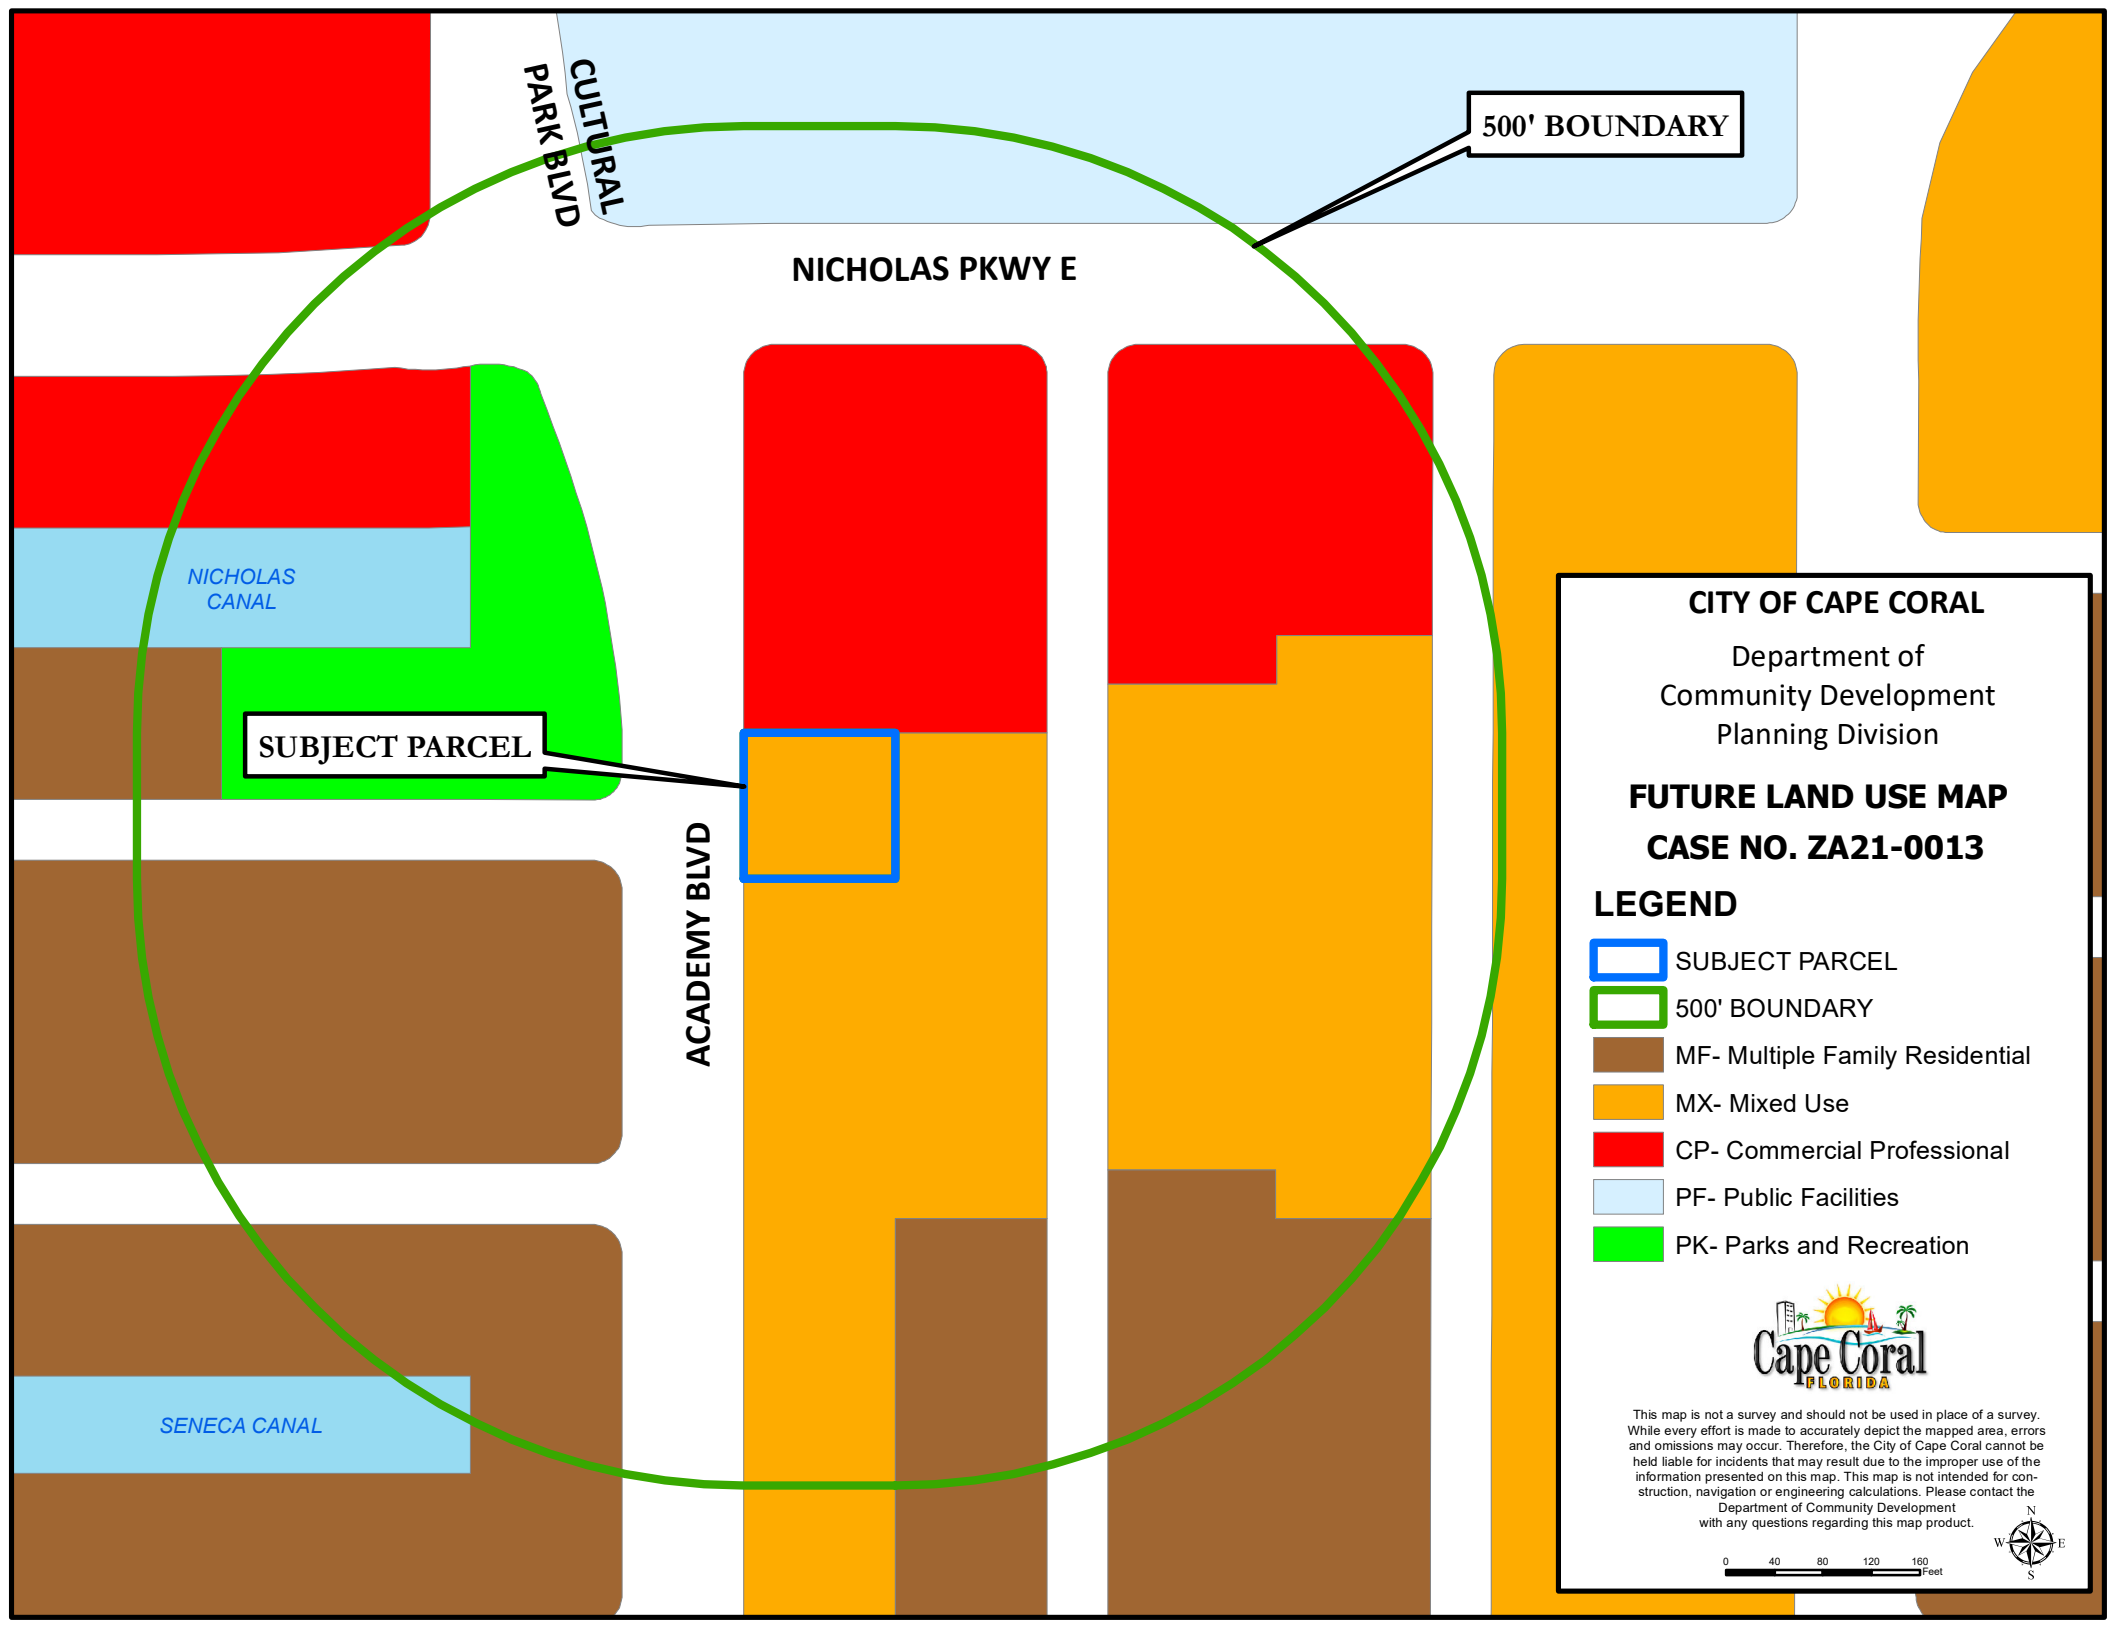 CULTURAL
PARK BLVD
500' BOUNDARY
NICHOLAS PKWY E
NICHOLAS
CANAL
SUBJECT PARCEL
ACADEMY BLVD
SENECA CANAL
CITY OF CAPE CORAL
Department of
Community Development
Planning Division
FUTURE LAND USE MAP
CASE NO. ZA21-0013
LEGEND
SUBJECT PARCEL
500' BOUNDARY
MF- Multiple Family Residential
MX- Mixed Use
CP- Commercial Professional
PF- Public Facilities
PK- Parks and Recreation
Cape Coral
FLORIDA
This map is not a survey and should not be used in place of a survey.
While every effort is made to accurately depict the mapped area, errors
and omissions may occur. Therefore, the City of Cape Coral cannot be
held liable for incidents that may result due to the improper use of the
information presented on this map. This map is not intended for con-
struction, navigation or engineering calculations. Please contact the
Department of Community Development
with any questions regarding this map product.
N
W E
S
0 40 80 120 160
Feet